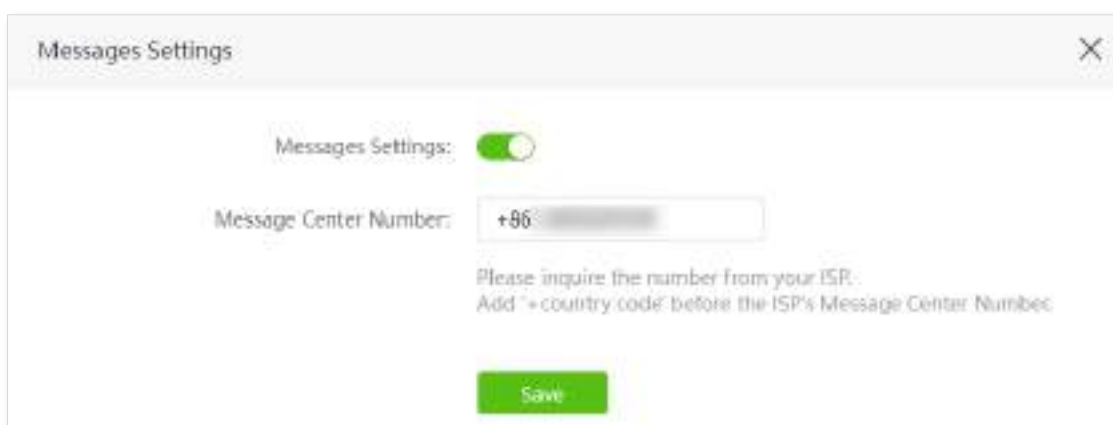 Messages Settings
Messages Settings:
Message Center Number:
+86
Please inquire the number from your ISP.
Add '+country code' before the ISP's Message Center Number.
Save